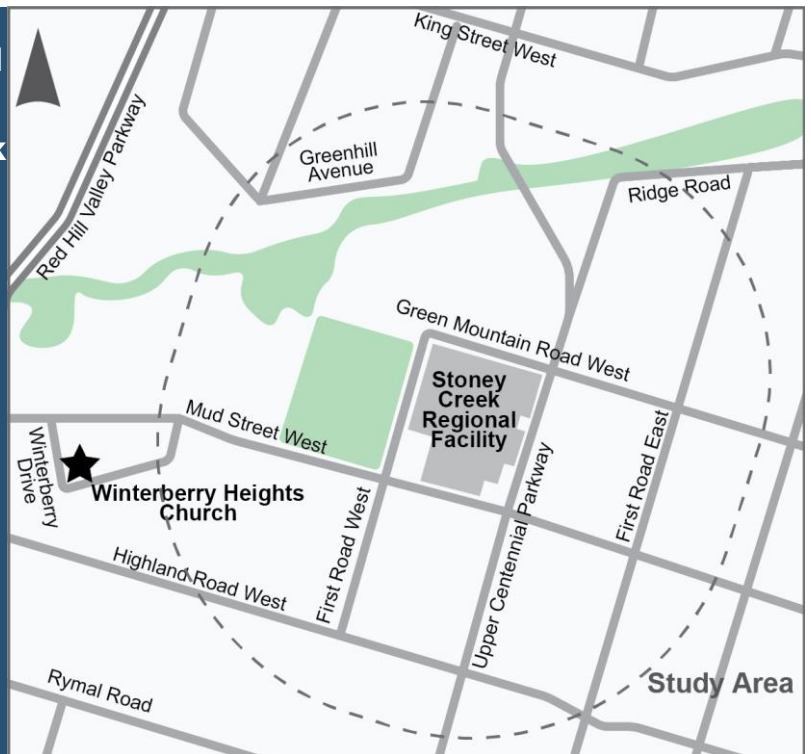 King Street West
Greenhill
Avenue
Red Hill Valley Parkway
Ridge Road
Green Mountain Road West
Stoney
Creek
Regional
Facility
Mud Street West
Winterberry
Drive
Winterberry Heights
Church
First Road West
Upper Centennial Parkway
First Road East
Highland Road West
Study Area
Rymal Road